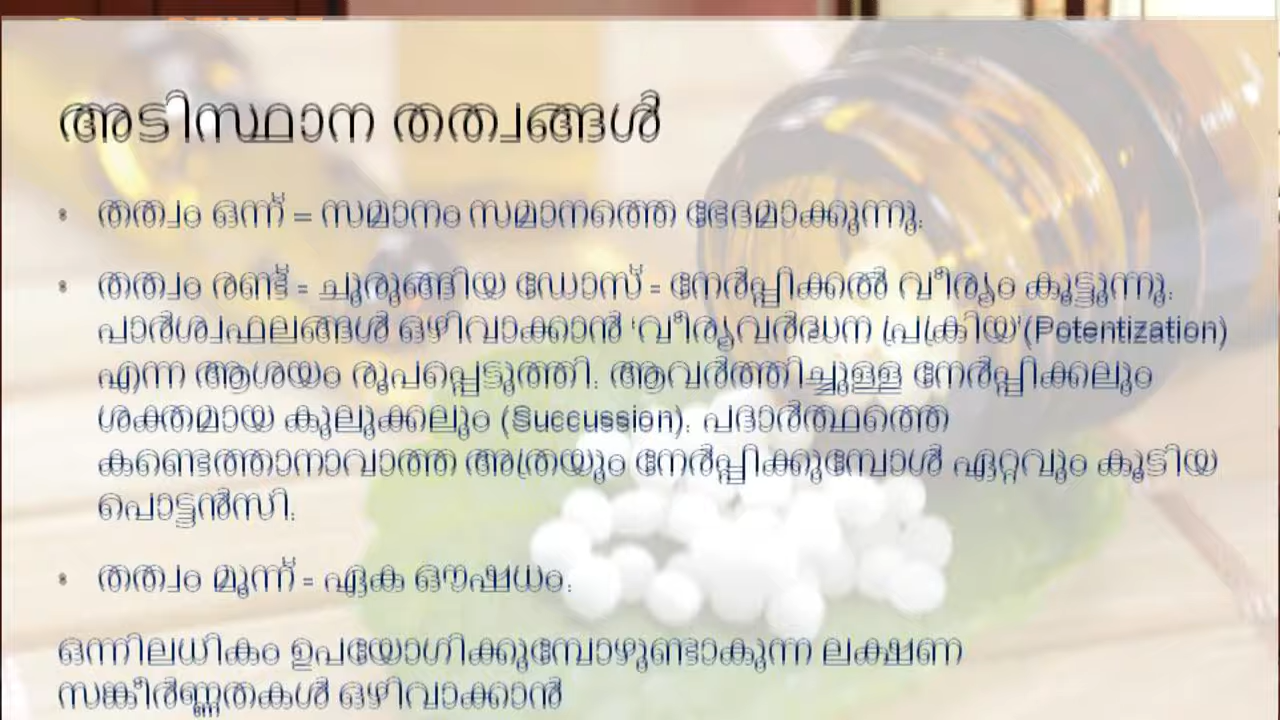 അടിസ്ഥാന തത്വങ്ങൾ
• തത്വം ഒന്ന് = സമാനം സമാനത്തെ ഭേദമാക്കുന്നു.
• തത്വം രണ്ട് = ചുരുങ്ങിയ ഡോസ് = നേർപ്പിക്കൽ വീര്യം കൂട്ടുന്നു.
പാർശ്വഫലങ്ങൾ ഒഴിവാക്കാൻ 'വീര്യവർദ്ധന പ്രക്രിയ'(Potentization)
എന്ന ആശയം രൂപപ്പെടുത്തി. ആവർത്തിച്ചുള്ള നേർപ്പിക്കലും
ശക്തമായ കുലുക്കലും (Succussion). പദാർത്ഥത്തെ
കണ്ടെത്താനാവാത്ത അത്രയും നേർപ്പിക്കുമ്പോൾ ഏറ്റവും കൂടിയ
പൊട്ടൻസി.
• തത്വം മൂന്ന് = ഏക ഔഷധം.
ഒന്നിലധികം ഉപയോഗിക്കുമ്പോഴുണ്ടാകുന്ന ലക്ഷണ
സങ്കീർണ്ണതകൾ ഒഴിവാക്കാൻ